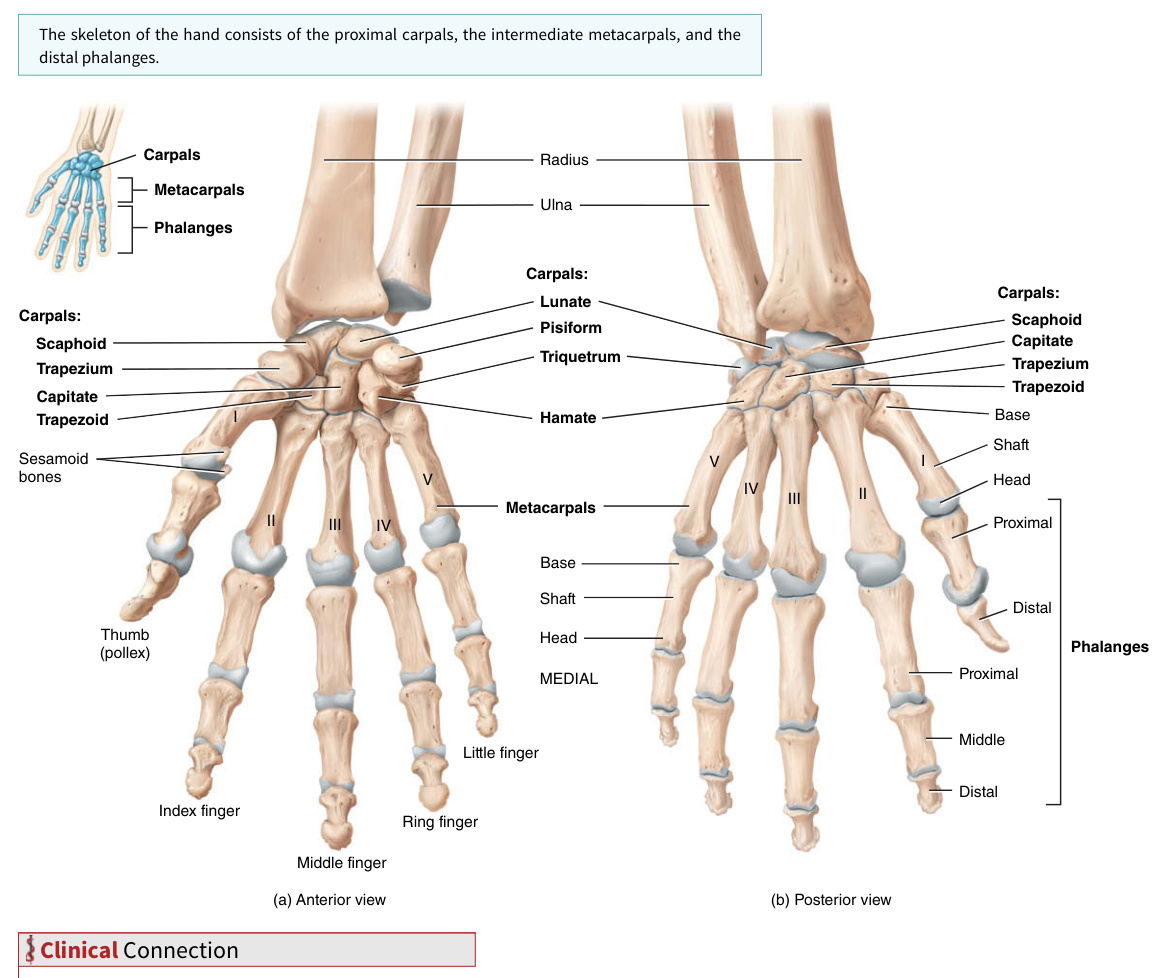 The skeleton of the hand consists of the proximal carpals, the intermediate metacarpals, and the
distal phalanges.
Carpals
Metacarpals
Phalanges
Radius
Ulna
Carpals:
Scaphoid
Trapezium
Capitate
Trapezoid
Sesamoid
bones
Carpals:
Lunate
Pisiform
Triquetrum
Hamate
Metacarpals
Base
Shaft
Head
MEDIAL
Carpals:
Scaphoid
Capitate
Trapezium
Trapezoid
Base
Shaft
Head
Proximal
Distal
Phalanges
Proximal
Middle
Distal
I
II
III
IV
V
V
IV
III
II
I
Thumb
(pollex)
Index finger
Middle finger
Ring finger
Little finger
(a) Anterior view
(b) Posterior view
Clinical Connection